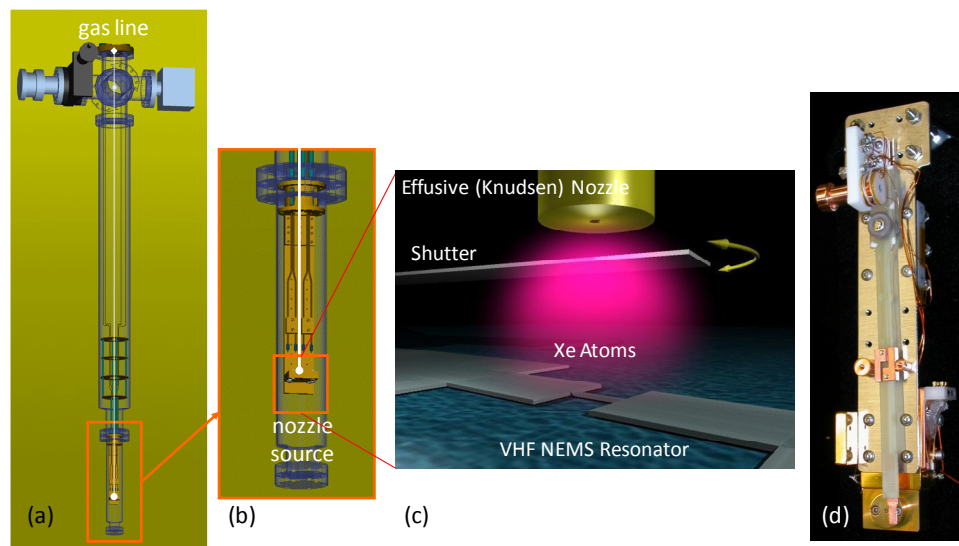 gas line
(a)
nozzle
source
(b)
Effusive (Knudsen) Nozzle
Shutter
Xe Atoms
VHF NEMS Resonator
(c)
(d)